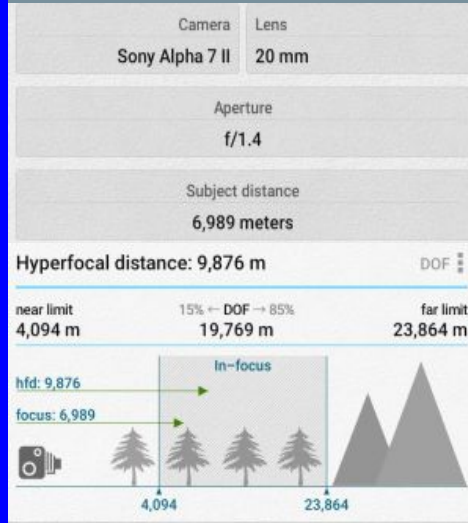 Camera
Lens
Sony Alpha 7 II
20 mm
Aperture
f/1.4
Subject distance
6,989 meters
Hyperfocal distance: 9,876 m
DOF
near limit
15% ← DOF → 85%
far limit
4,094 m
19,769 m
23,864 m
In-focus
hfd: 9,876
focus: 6,989
4,094
23,864